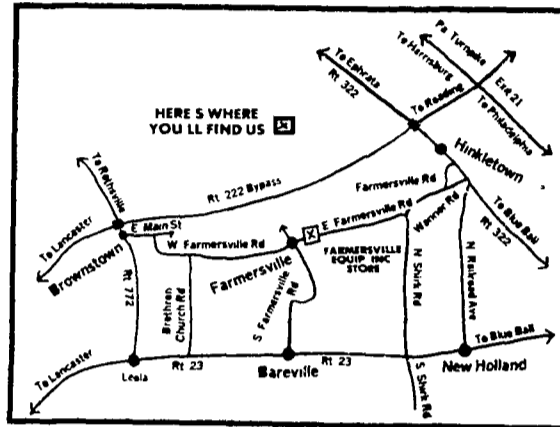 Pa Turnpike
To Harrisburg
Exit 21
To Philadelphia
To Ephrata
Rt 322
To Reading
HERE S WHERE
YOU LL FIND US
Hinkletown
To Rothsville
Rt 222 Bypass
Farmersville Rd
To Lancaster
E Main St
E Farmersville Rd
Wanner Rd
To Blue Ball
Rt 322
W Farmersville Rd
Brownstown
Farmersville
FARMERSVILLE
EQUIP INC
STORE
Rt 772
Brethren
Church Rd
S Farmersville
Rd
N Shirk Rd
N Railroad Ave
To Blue Ball
To Lancaster
Leola
Rt 23
Bareville
Rt 23
New Holland
S Shirk Rd